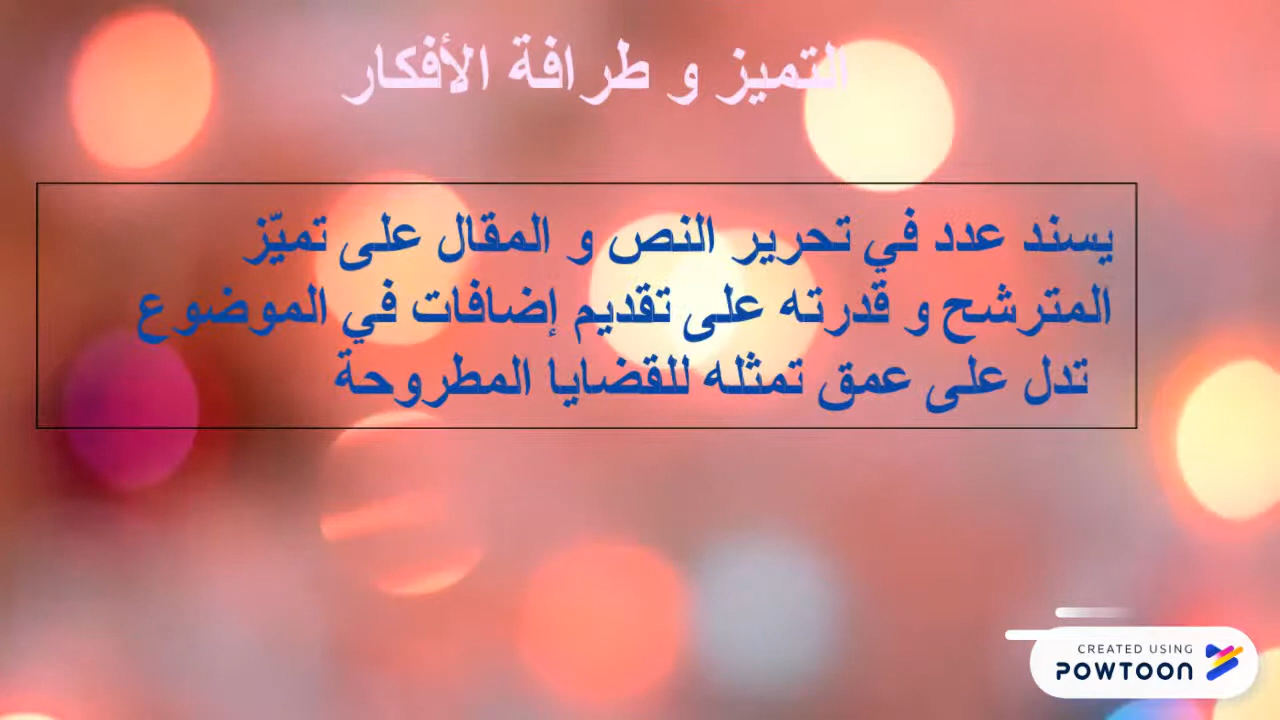 التميز و طرافة الأفكار
يسند عدد في تحرير النص و المقال على تميّز
المترشح و قدرته على تقديم إضافات في الموضوع
تدل على عمق تمثله للقضايا المطروحة
CREATED USING
POWTOON